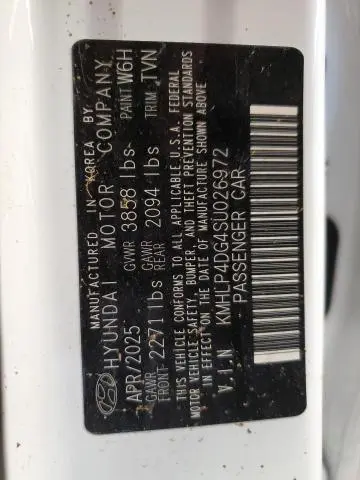 MANUFACTURED IN KOREA BY
HYUNDAI MOTOR COMPANY
APR/2025 GVWR 3858 lbs PAINT W6H
GAWR FRONT 2271 lbs GAWR REAR 2094 lbs TRIM TVN
THIS VEHICLE CONFORMS TO ALL APPLICABLE U.S.A. FEDERAL
MOTOR VEHICLE SAFETY, BUMPER, AND THEFT PREVENTION STANDARDS
IN EFFECT ON THE DATE OF MANUFACTURE SHOWN ABOVE
V.I.N KMHLP4DG4SU026972
PASSENGER CAR